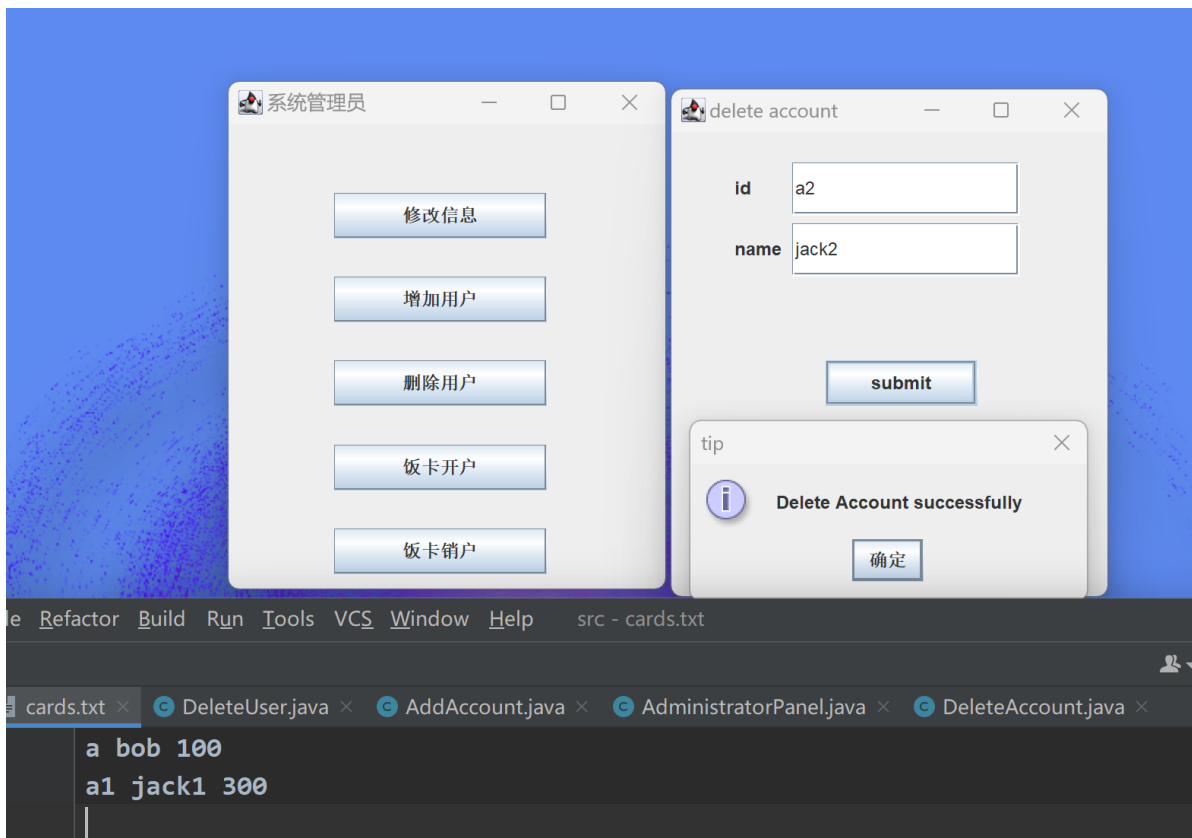 系统管理员
修改信息
增加用户
删除用户
饭卡开户
饭卡销户
delete account
id a2
name jack2
submit
tip
Delete Account successfully
确定
le Refactor Build Run Tools VCS Window Help src - cards.txt
cards.txt DeleteUser.java AddAccount.java AdministratorPanel.java DeleteAccount.java
a bob 100
a1 jack1 300